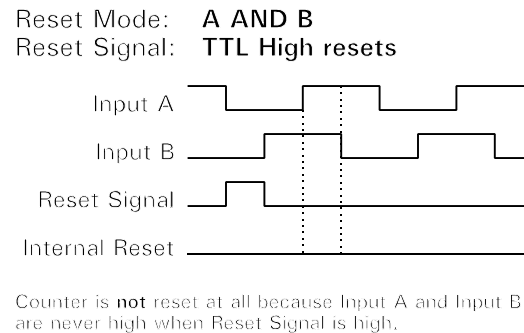 Reset Mode: A AND B
Reset Signal: TTL High resets
Input A
Input B
Reset Signal
Internal Reset
Counter is not reset at all because Input A and Input B
are never high when Reset Signal is high.